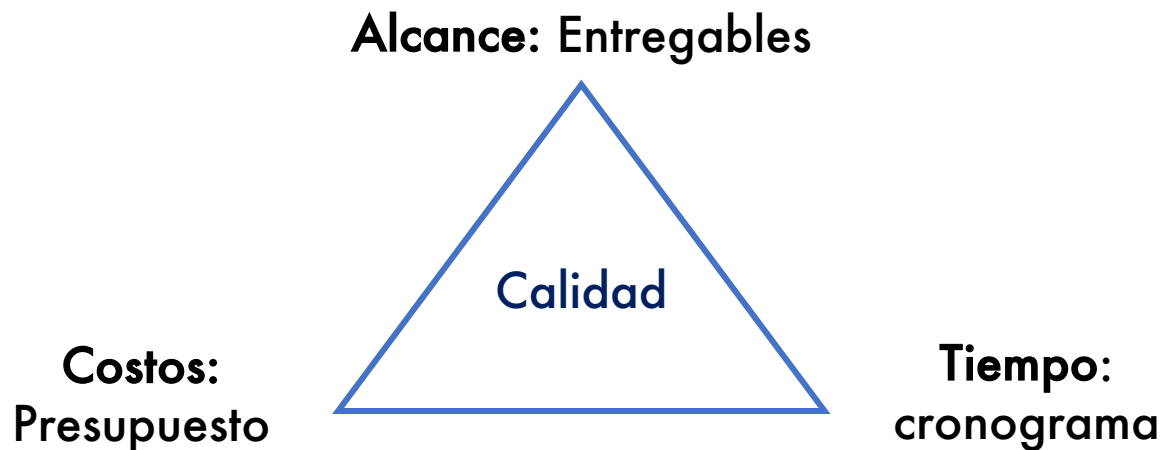 Alcance: Entregables
Calidad
Costos:
Presupuesto
Tiempo:
cronograma